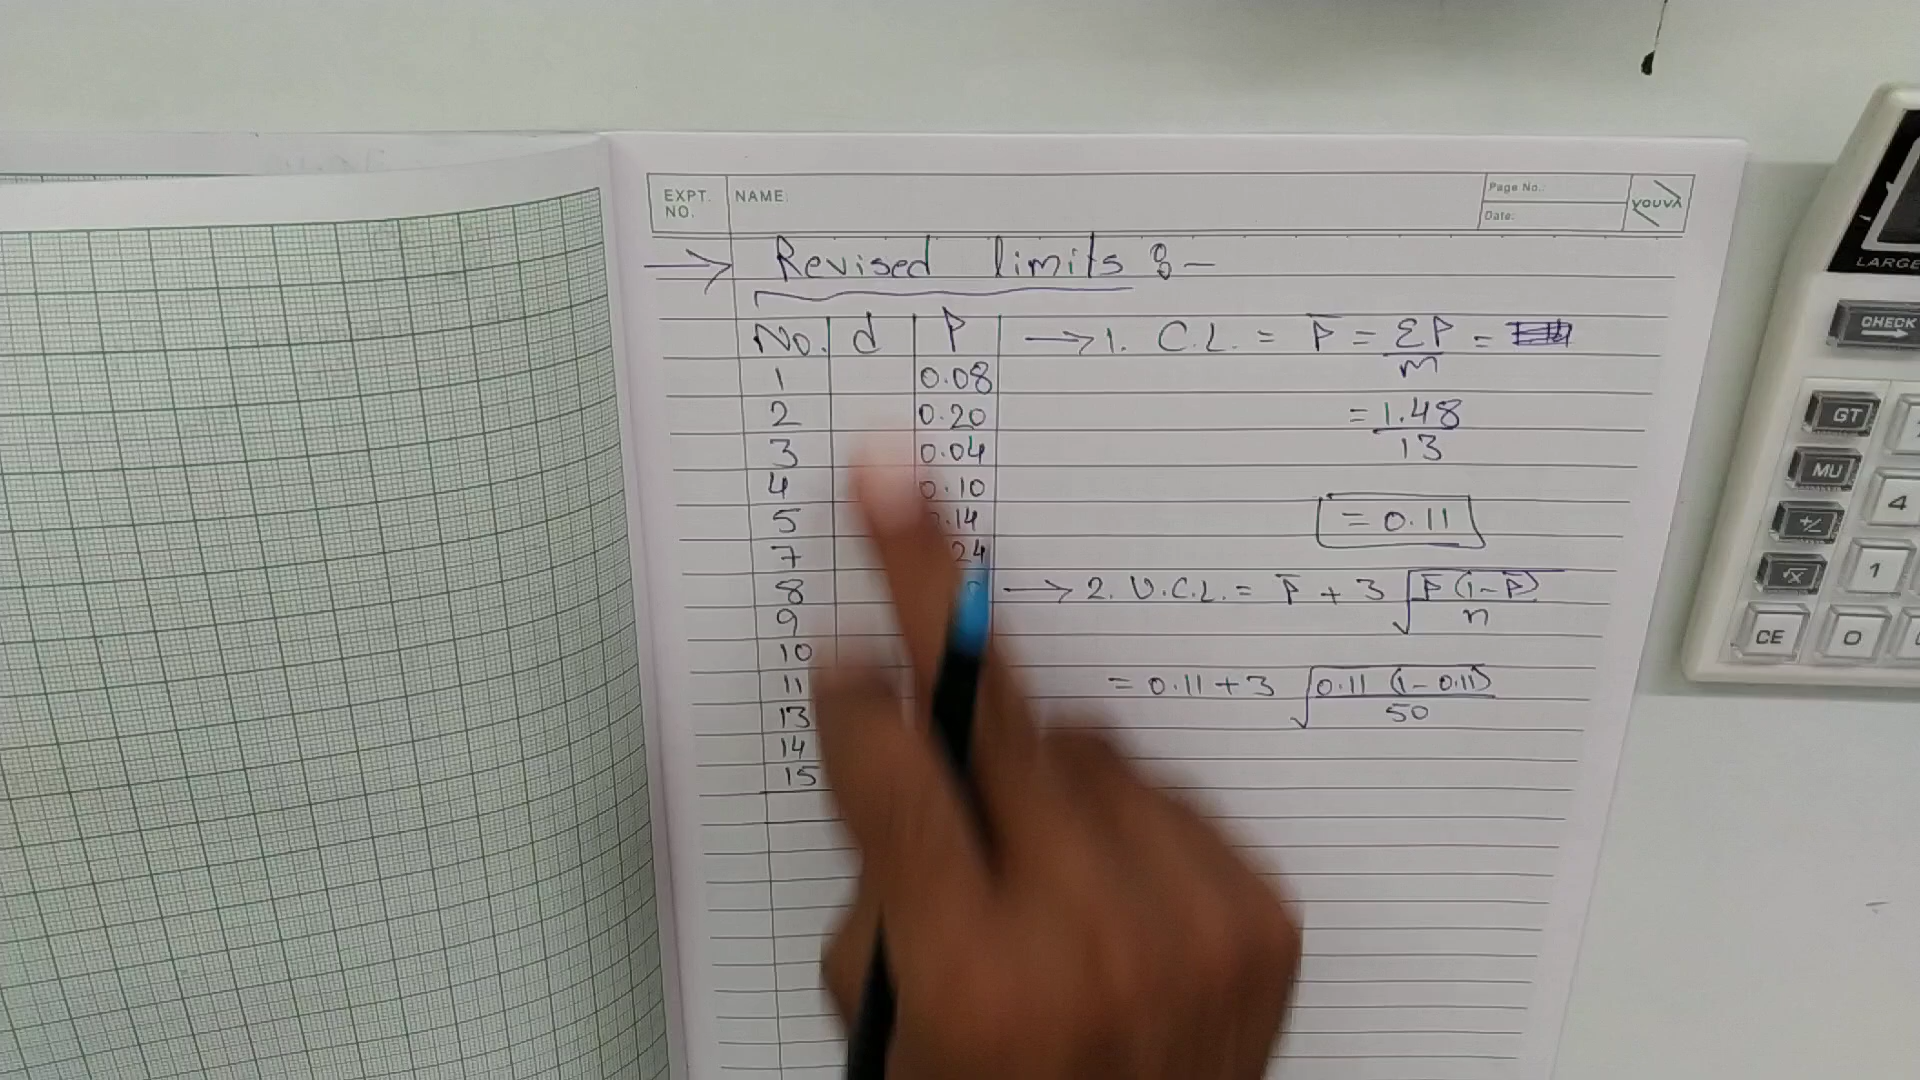 EXPT. NO. NAME: Page No.: Date: YOUVA
Revised limits :-
No. d P → 1. C.L. = P̅ = ΣP/m =
1 0.08
2 0.20 = 1.48/13
3 0.04
4 0.10
5 .14 = 0.11
7 24
8 → 2. U.C.L. = P̅ + 3 √(P̅ (1-P̅)/n)
9
10
11 = 0.11 + 3 √(0.11 (1-0.11)/50)
13
14
15
LARGE
CHECK
GT
MU 4
+/-
√x 1
CE 0